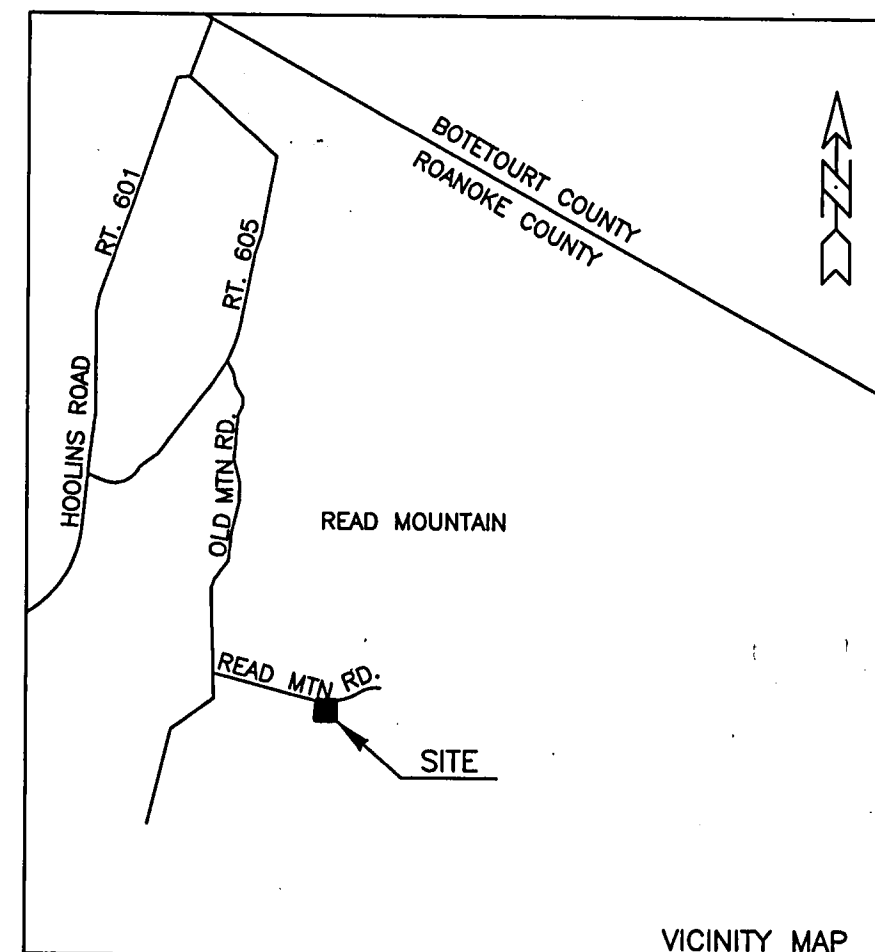 BOTETOURT COUNTY
ROANOKE COUNTY
N
RT. 601
RT. 605
HOOLINS ROAD
OLD MTN RD.
READ MOUNTAIN
READ MTN RD.
SITE
VICINITY MAP